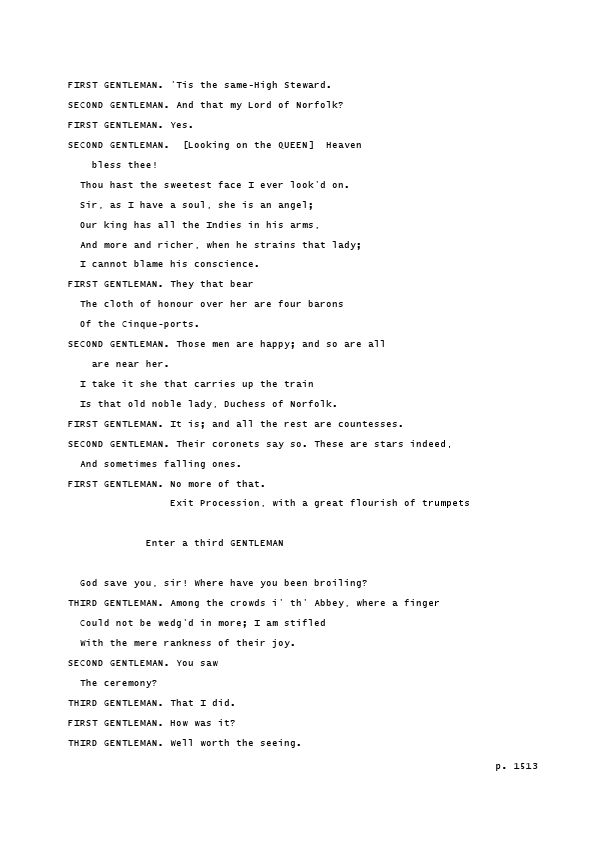 FIRST GENTLEMAN. 'Tis the same-High Steward.
SECOND GENTLEMAN. And that my Lord of Norfolk?
FIRST GENTLEMAN. Yes.
SECOND GENTLEMAN.  [Looking on the QUEEN]  Heaven
bless thee!
Thou hast the sweetest face I ever look'd on.
Sir, as I have a soul, she is an angel;
Our king has all the Indies in his arms,
And more and richer, when he strains that lady;
I cannot blame his conscience.
FIRST GENTLEMAN. They that bear
The cloth of honour over her are four barons
Of the Cinque-ports.
SECOND GENTLEMAN. Those men are happy; and so are all
are near her.
I take it she that carries up the train
Is that old noble lady, Duchess of Norfolk.
FIRST GENTLEMAN. It is; and all the rest are countesses.
SECOND GENTLEMAN. Their coronets say so. These are stars indeed,
And sometimes falling ones.
FIRST GENTLEMAN. No more of that.
Exit Procession, with a great flourish of trumpets
Enter a third GENTLEMAN
God save you, sir! Where have you been broiling?
THIRD GENTLEMAN. Among the crowds i' th' Abbey, where a finger
Could not be wedg'd in more; I am stifled
With the mere rankness of their joy.
SECOND GENTLEMAN. You saw
The ceremony?
THIRD GENTLEMAN. That I did.
FIRST GENTLEMAN. How was it?
THIRD GENTLEMAN. Well worth the seeing.
p. 1513